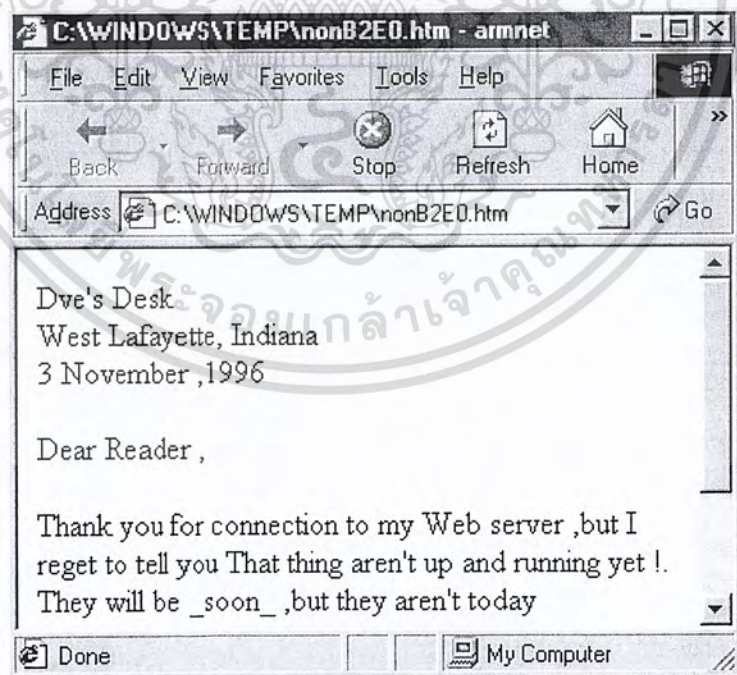 C:\WINDOWS\TEMP\nonB2E0.htm - armnet
File Edit View Favorites Tools Help
Back Forward Stop Refresh Home »
Address C:\WINDOWS\TEMP\nonB2E0.htm Go
Dve's Desk
West Lafayette, Indiana
3 November ,1996
Dear Reader ,
Thank you for connection to my Web server ,but I
reget to tell you That thing aren't up and running yet !.
They will be _soon_ ,but they aren't today
Done My Computer